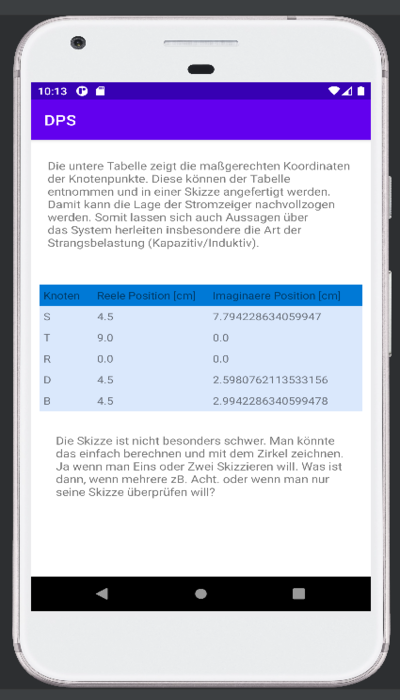 10:13
DPS
Die untere Tabelle zeigt die maßgerechten Koordinaten
der Knotenpunkte. Diese können der Tabelle
entnommen und in einer Skizze angefertigt werden.
Damit kann die Lage der Stromzeiger nachvollzogen
werden. Somit lassen sich auch Aussagen über
das System herleiten insbesondere die Art der
Strangsbelastung (Kapazitiv/Induktiv).
Knoten Reele Position [cm] Imaginaere Position [cm]
S 4.5 7.794228634059947
T 9.0 0.0
R 0.0 0.0
D 4.5 2.5980762113533156
B 4.5 2.9942286340599478
Die Skizze ist nicht besonders schwer. Man könnte
das einfach berechnen und mit dem Zirkel zeichnen.
Ja wenn man Eins oder Zwei Skizzieren will. Was ist
dann, wenn mehrere zB. Acht. oder wenn man nur
seine Skizze überprüfen will?